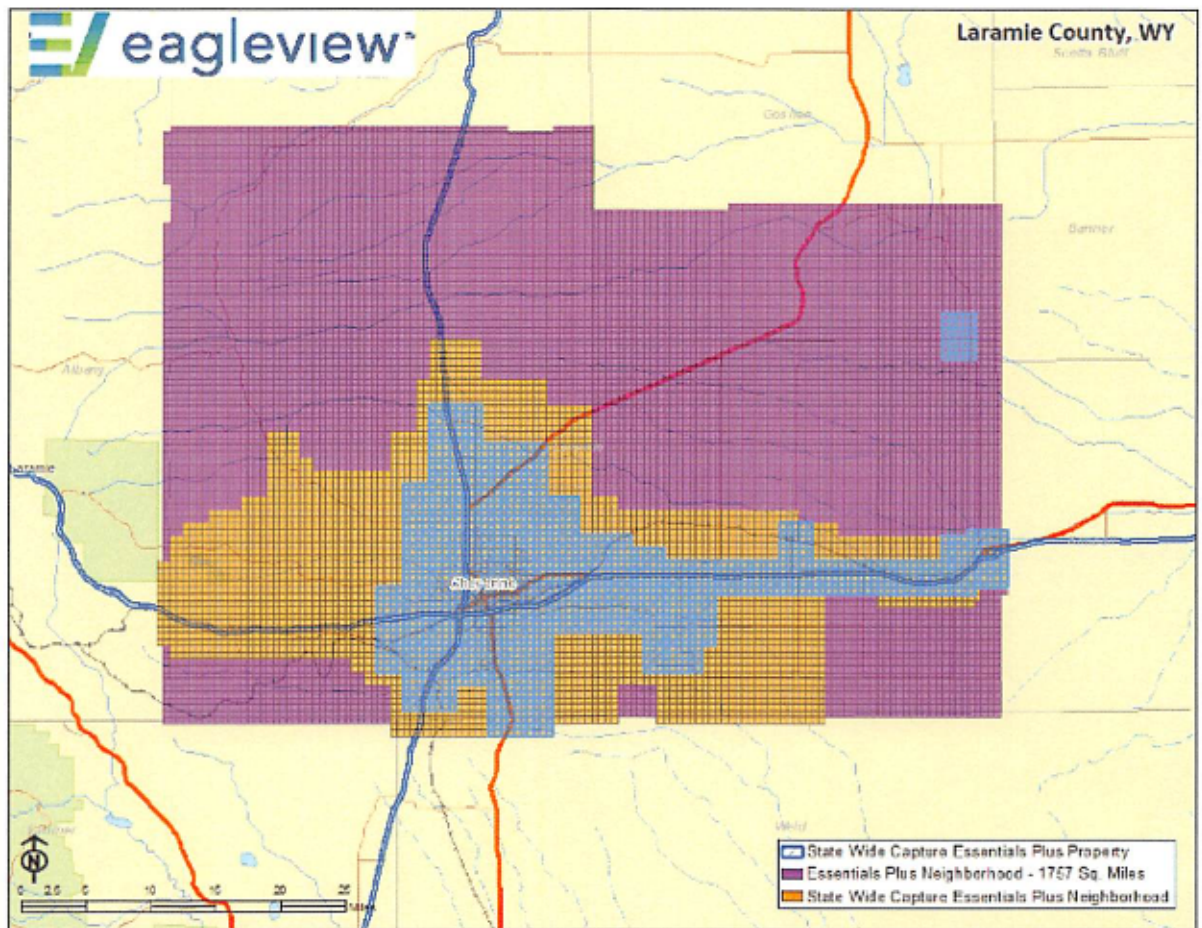 eagleview™
Laramie County, WY
Scotts Bluff
Goshen
Banner
Albany
Laramie
Cheyenne
Weld
Larimer
N
0 2.5 5 10 15 20 25
Miles
State Wide Capture Essentials Plus Property
Essentials Plus Neighborhood - 1757 Sq. Miles
State Wide Capture Essentials Plus Neighborhood